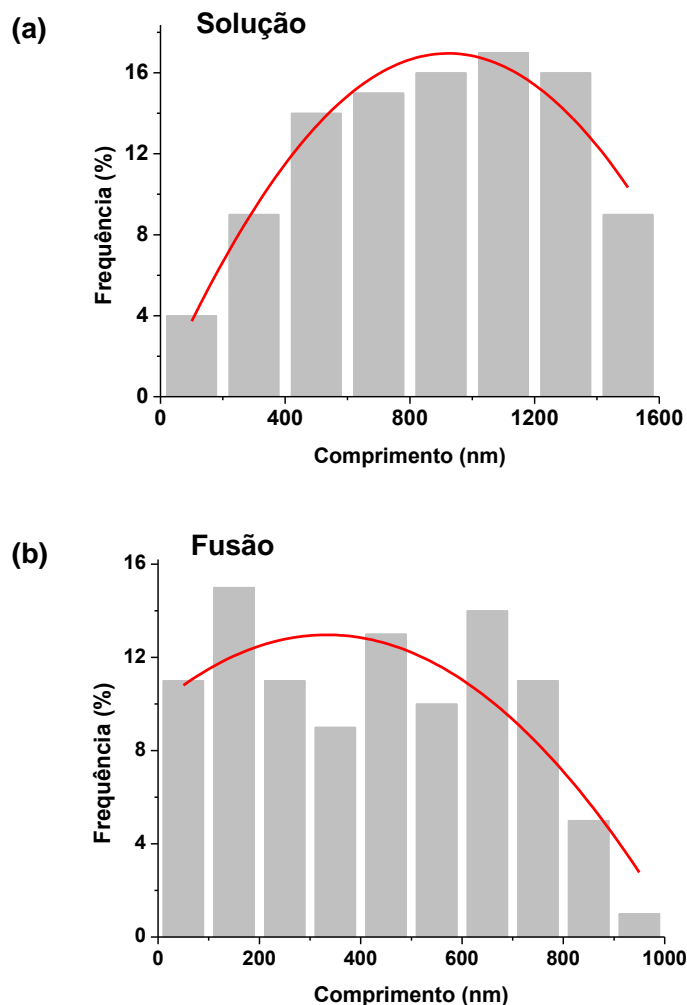 (a)
Solução
16
12
8
4
0
Frequência (%)
0 400 800 1200 1600
Comprimento (nm)
(b)
Fusão
16
12
8
4
0
Frequência (%)
0 200 400 600 800 1000
Comprimento (nm)